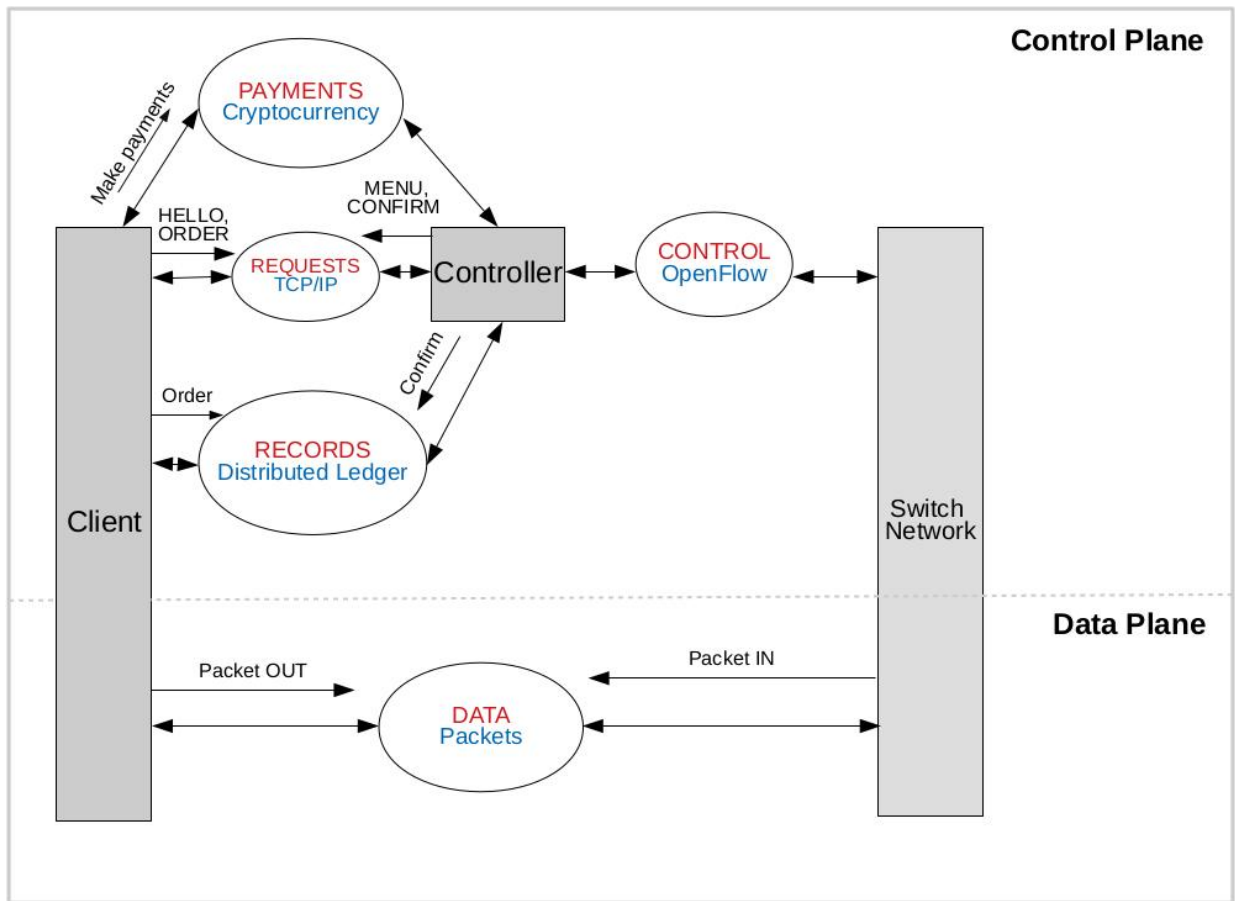 Control Plane
PAYMENTS
Cryptocurrency
Make payments
HELLO,
ORDER
MENU,
CONFIRM
REQUESTS
TCP/IP
Controller
CONTROL
OpenFlow
Confirm
Order
RECORDS
Distributed Ledger
Client
Switch
Network
Data Plane
Packet OUT
Packet IN
DATA
Packets